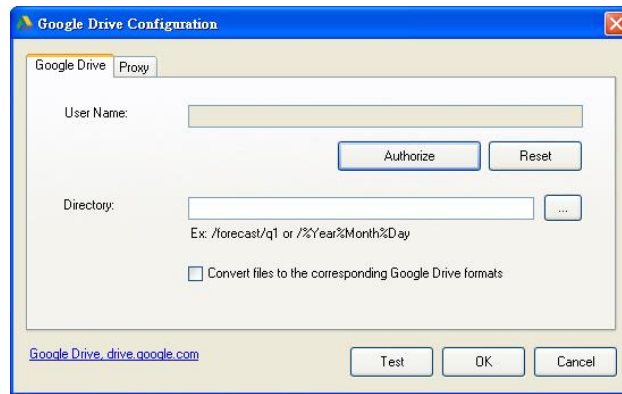 Google Drive Configuration
Google Drive Proxy
User Name:
Authorize Reset
Directory: ...
Ex: /forecast/q1 or /%Year%Month%Day
Convert files to the corresponding Google Drive formats
Google Drive, drive.google.com Test OK Cancel